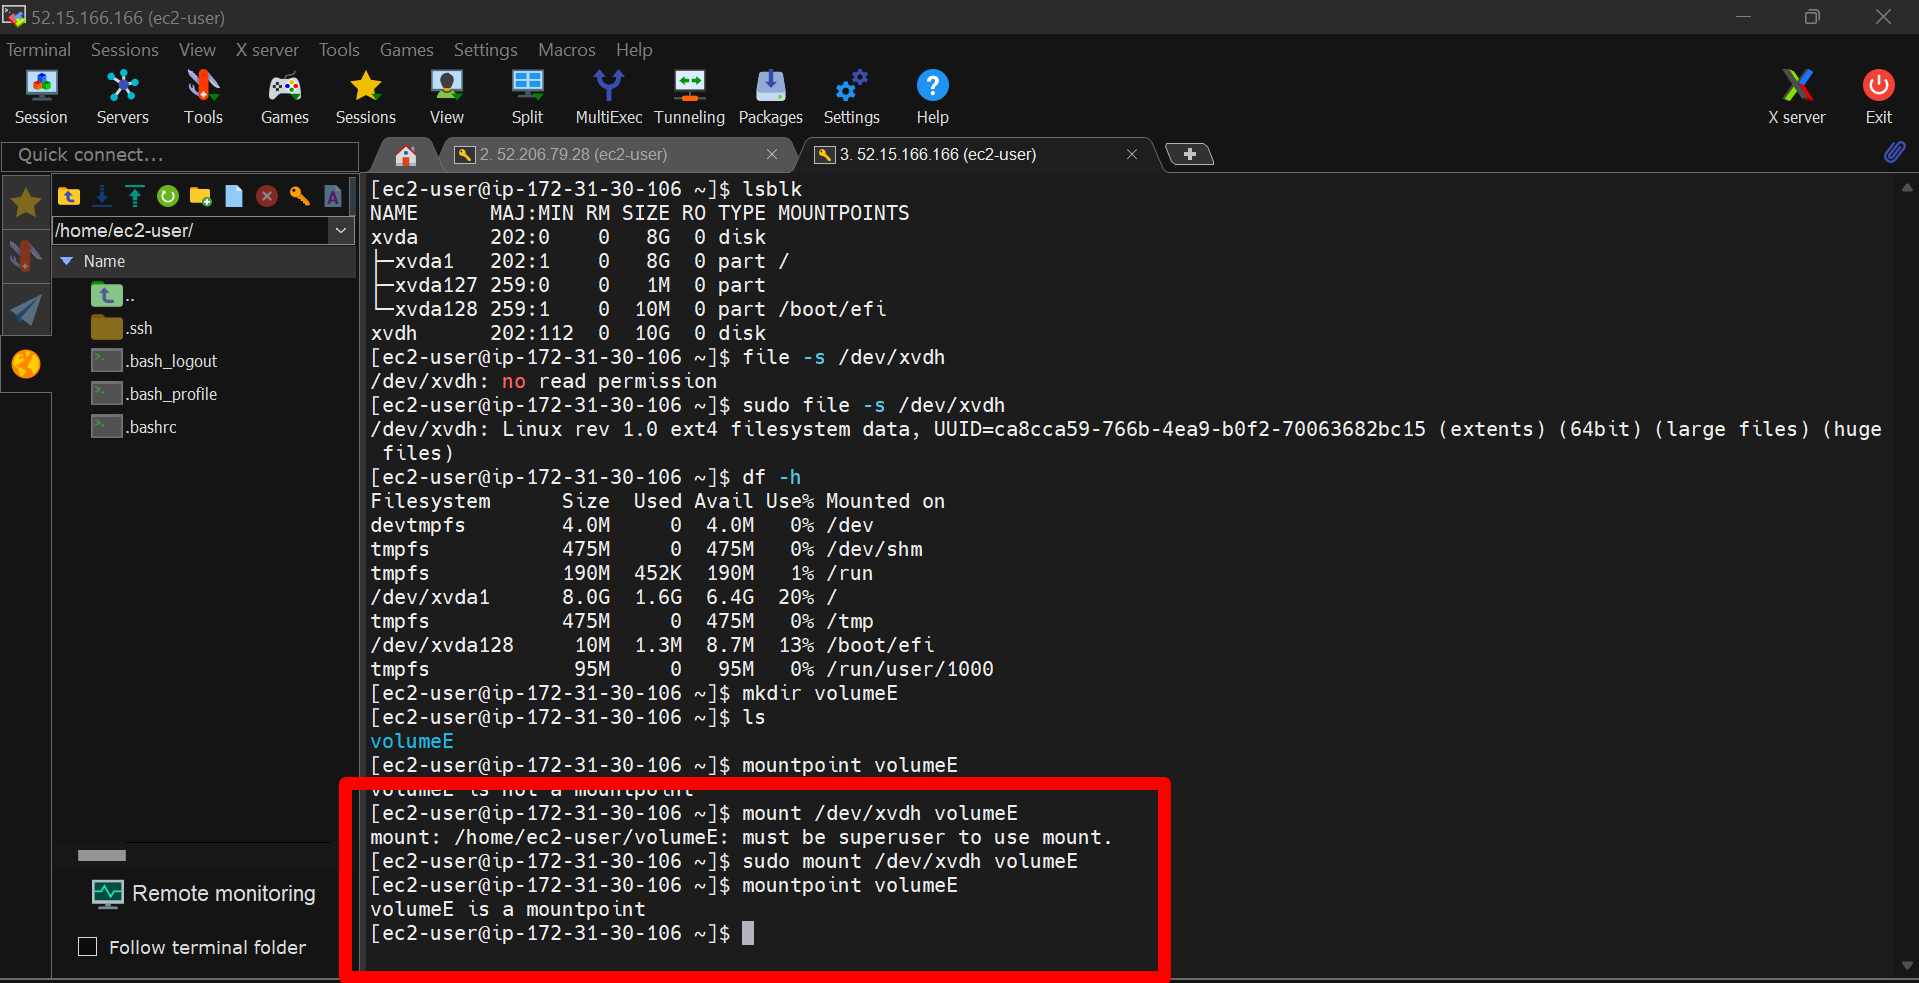 52.15.166.166 (ec2-user)
Terminal Sessions View X server Tools Games Settings Macros Help
Session Servers Tools Games Sessions View Split MultiExec Tunneling Packages Settings Help X server Exit
Quick connect...
2. 52.206.79.28 (ec2-user)
3. 52.15.166.166 (ec2-user)
/home/ec2-user/
Name
..
.ssh
.bash_logout
.bash_profile
.bashrc
Remote monitoring
Follow terminal folder
[ec2-user@ip-172-31-30-106 ~]$ lsblk
NAME      MAJ:MIN RM SIZE RO TYPE MOUNTPOINTS
xvda      202:0    0   8G  0 disk
├─xvda1   202:1    0   8G  0 part /
├─xvda127 259:0    0   1M  0 part
└─xvda128 259:1    0  10M  0 part /boot/efi
xvdh      202:112  0  10G  0 disk
[ec2-user@ip-172-31-30-106 ~]$ file -s /dev/xvdh
/dev/xvdh: no read permission
[ec2-user@ip-172-31-30-106 ~]$ sudo file -s /dev/xvdh
/dev/xvdh: Linux rev 1.0 ext4 filesystem data, UUID=ca8cca59-766b-4ea9-b0f2-70063682bc15 (extents) (64bit) (large files) (huge
 files)
[ec2-user@ip-172-31-30-106 ~]$ df -h
Filesystem      Size  Used Avail Use% Mounted on
devtmpfs        4.0M     0  4.0M   0% /dev
tmpfs           475M     0  475M   0% /dev/shm
tmpfs           190M  452K  190M   1% /run
/dev/xvda1      8.0G  1.6G  6.4G  20% /
tmpfs           475M     0  475M   0% /tmp
/dev/xvda128     10M  1.3M  8.7M  13% /boot/efi
tmpfs            95M     0   95M   0% /run/user/1000
[ec2-user@ip-172-31-30-106 ~]$ mkdir volumeE
[ec2-user@ip-172-31-30-106 ~]$ ls
volumeE
[ec2-user@ip-172-31-30-106 ~]$ mountpoint volumeE
volumeE is not a mountpoint
[ec2-user@ip-172-31-30-106 ~]$ mount /dev/xvdh volumeE
mount: /home/ec2-user/volumeE: must be superuser to use mount.
[ec2-user@ip-172-31-30-106 ~]$ sudo mount /dev/xvdh volumeE
[ec2-user@ip-172-31-30-106 ~]$ mountpoint volumeE
volumeE is a mountpoint
[ec2-user@ip-172-31-30-106 ~]$